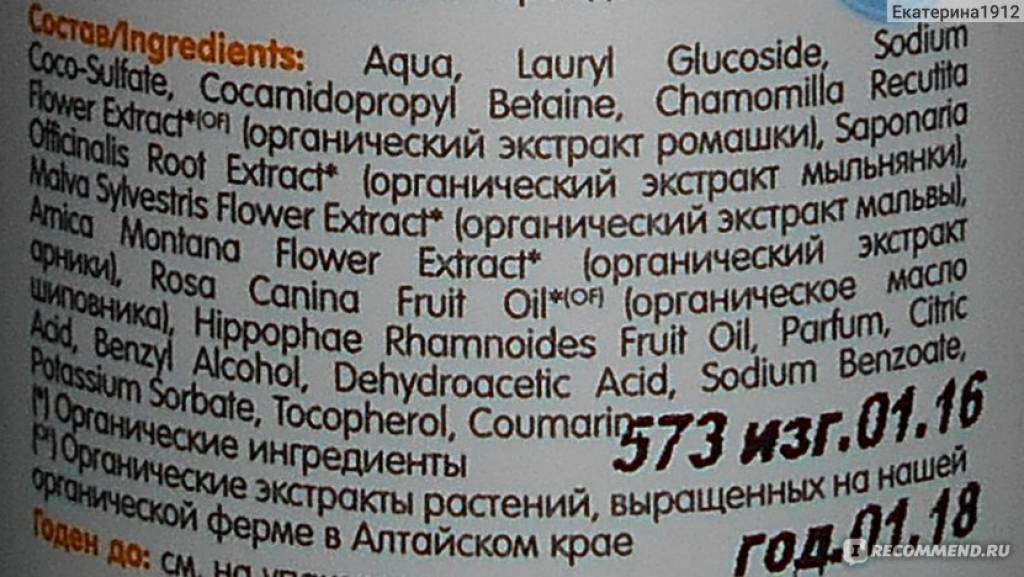 Екатерина1912
Состав/Ingredients: Aqua, Lauryl Glucoside, Sodium
Coco-Sulfate, Cocamidopropyl Betaine, Chamomilla Recutita
Flower Extract*(OF) (органический экстракт ромашки), Saponaria
Officinalis Root Extract* (органический экстракт мыльнянки),
Malva Sylvestris Flower Extract* (органический экстракт мальвы),
Arnica Montana Flower Extract* (органический экстракт
арники), Rosa Canina Fruit Oil*(OF) (органическое масло
шиповника), Hippophae Rhamnoides Fruit Oil, Parfum, Citric
Acid, Benzyl Alcohol, Dehydroacetic Acid, Sodium Benzoate,
Potassium Sorbate, Tocopherol, Coumarin
573 изг.01.16
(*) Органические ингредиенты
Органические экстракты растений, выращенных на нашей
органической ферме в Алтайском крае
год.01.18
Годен до: см. на
RECOMMEND.RU